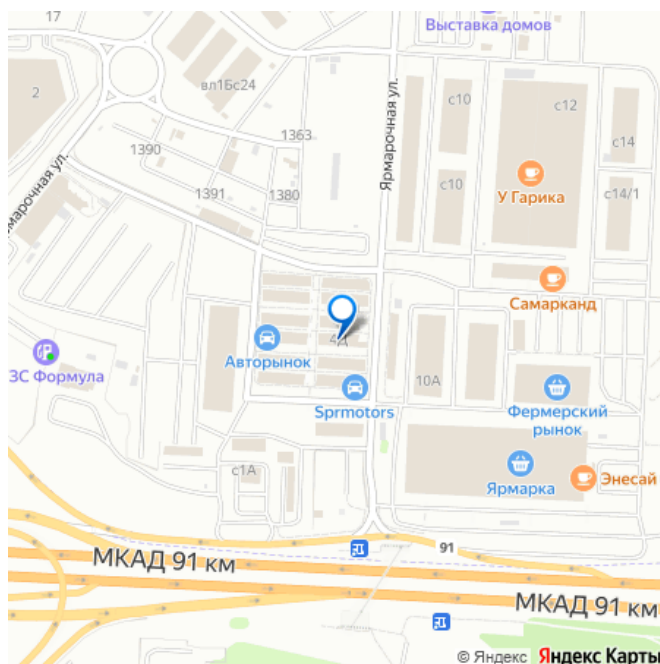 17
Выставка домов
вл1Бс24
2
с10
с12
1363
с14
1390
Ярмарочная ул.
марочная ул.
1391
1380
с10
У Гарика
с14/1
Самарканд
4Д
Авторынок
ЗС Формула
Sprmotors
10А
Фермерский
рынок
с1А
Ярмарка
Энесай
91
МКАД 91 км
МКАД 91 км
© Яндекс Яндекс Карты